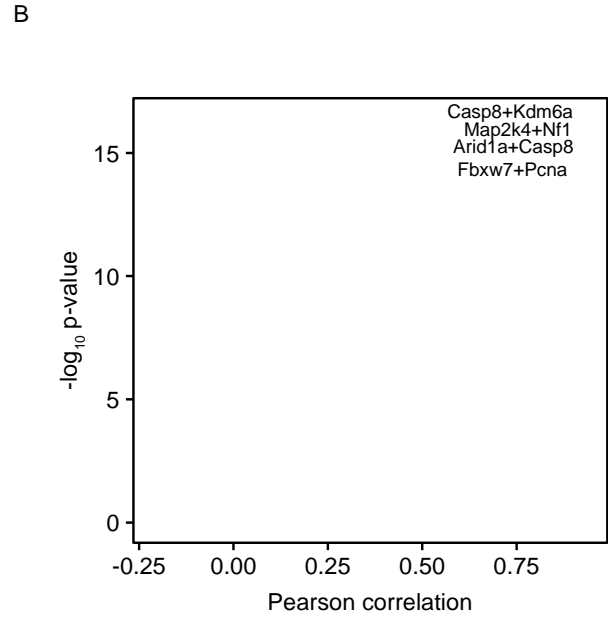 B
Casp8+Kdm6a
Map2k4+Nf1
Arid1a+Casp8
Fbxw7+Pcna
15
10
5
0
-log10 p-value
-0.25 0.00 0.25 0.50 0.75
Pearson correlation